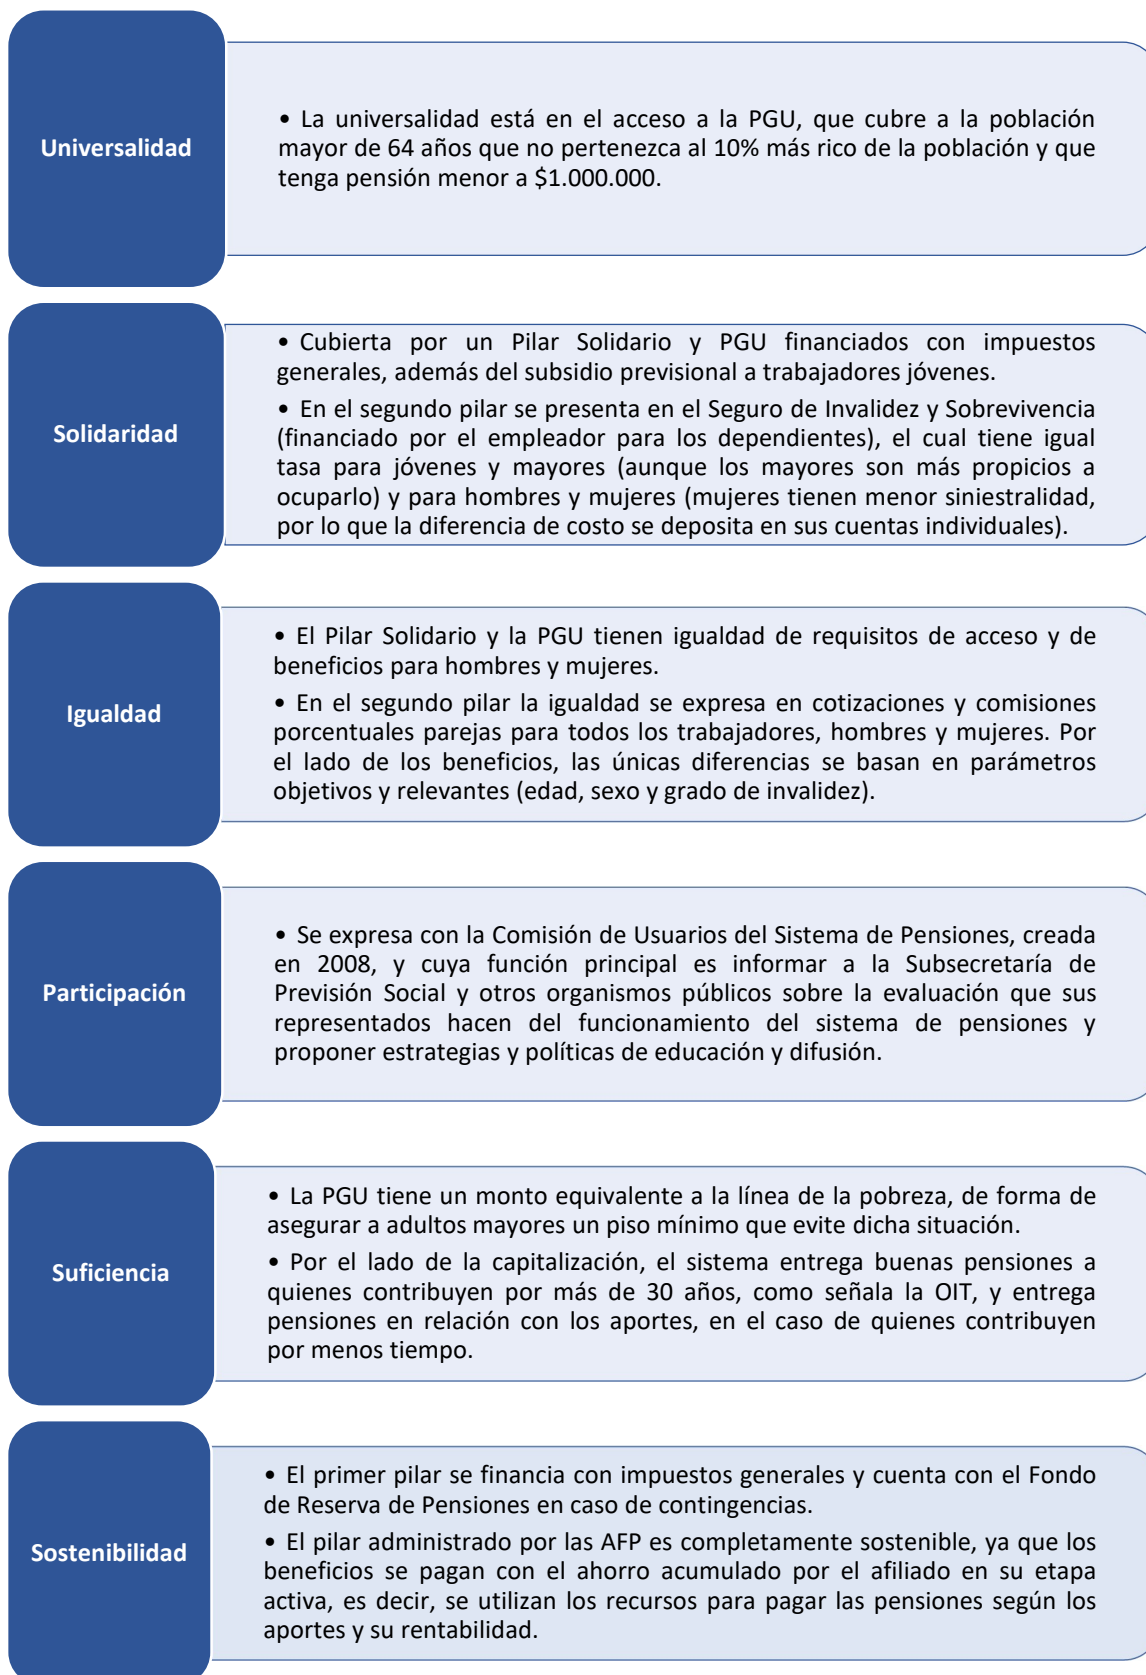 Universalidad
• La universalidad está en el acceso a la PGU, que cubre a la población
mayor de 64 años que no pertenezca al 10% más rico de la población y que
tenga pensión menor a $1.000.000.
Solidaridad
• Cubierta por un Pilar Solidario y PGU financiados con impuestos
generales, además del subsidio previsional a trabajadores jóvenes.
• En el segundo pilar se presenta en el Seguro de Invalidez y Sobrevivencia
(financiado por el empleador para los dependientes), el cual tiene igual
tasa para jóvenes y mayores (aunque los mayores son más propicios a
ocuparlo) y para hombres y mujeres (mujeres tienen menor siniestralidad,
por lo que la diferencia de costo se deposita en sus cuentas individuales).
Igualdad
• El Pilar Solidario y la PGU tienen igualdad de requisitos de acceso y de
beneficios para hombres y mujeres.
• En el segundo pilar la igualdad se expresa en cotizaciones y comisiones
porcentuales parejas para todos los trabajadores, hombres y mujeres. Por
el lado de los beneficios, las únicas diferencias se basan en parámetros
objetivos y relevantes (edad, sexo y grado de invalidez).
Participación
• Se expresa con la Comisión de Usuarios del Sistema de Pensiones, creada
en 2008, y cuya función principal es informar a la Subsecretaría de
Previsión Social y otros organismos públicos sobre la evaluación que sus
representados hacen del funcionamiento del sistema de pensiones y
proponer estrategias y políticas de educación y difusión.
Suficiencia
• La PGU tiene un monto equivalente a la línea de la pobreza, de forma de
asegurar a adultos mayores un piso mínimo que evite dicha situación.
• Por el lado de la capitalización, el sistema entrega buenas pensiones a
quienes contribuyen por más de 30 años, como señala la OIT, y entrega
pensiones en relación con los aportes, en el caso de quienes contribuyen
por menos tiempo.
Sostenibilidad
• El primer pilar se financia con impuestos generales y cuenta con el Fondo
de Reserva de Pensiones en caso de contingencias.
• El pilar administrado por las AFP es completamente sostenible, ya que los
beneficios se pagan con el ahorro acumulado por el afiliado en su etapa
activa, es decir, se utilizan los recursos para pagar las pensiones según los
aportes y su rentabilidad.